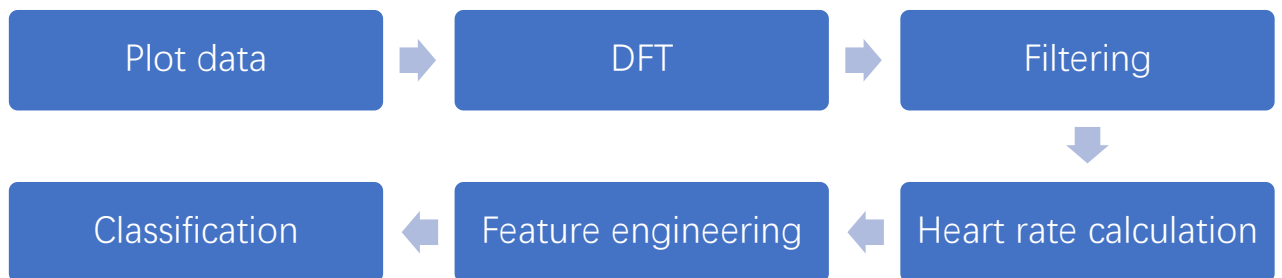 Plot data
DFT
Filtering
Heart rate calculation
Feature engineering
Classification